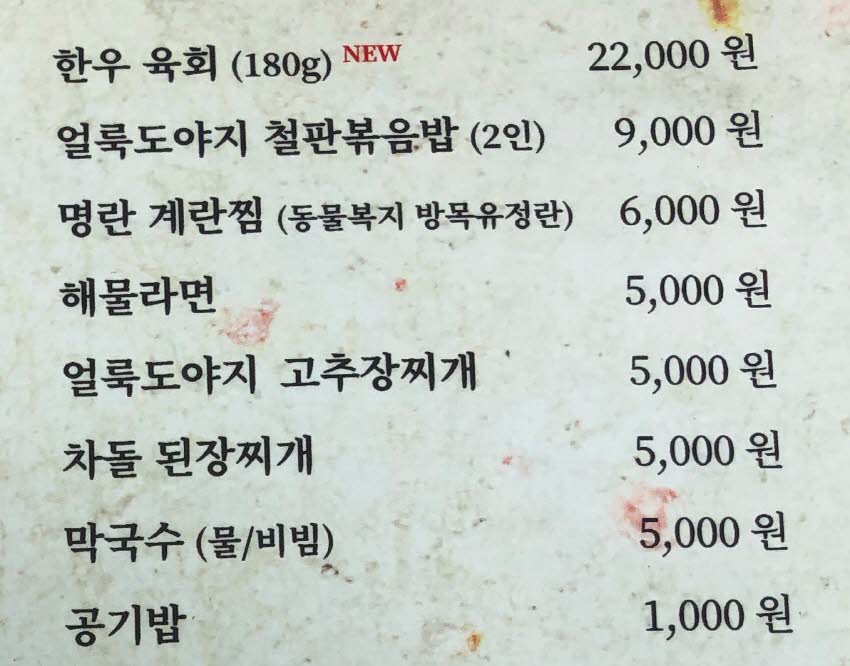 한우 육회 (180g) NEW 22,000 원
얼룩도야지 철판볶음밥 (2인) 9,000 원
명란 계란찜 (동물복지 방목유정란) 6,000 원
해물라면 5,000 원
얼룩도야지 고추장찌개 5,000 원
차돌 된장찌개 5,000 원
막국수 (물/비빔) 5,000 원
공기밥 1,000 원